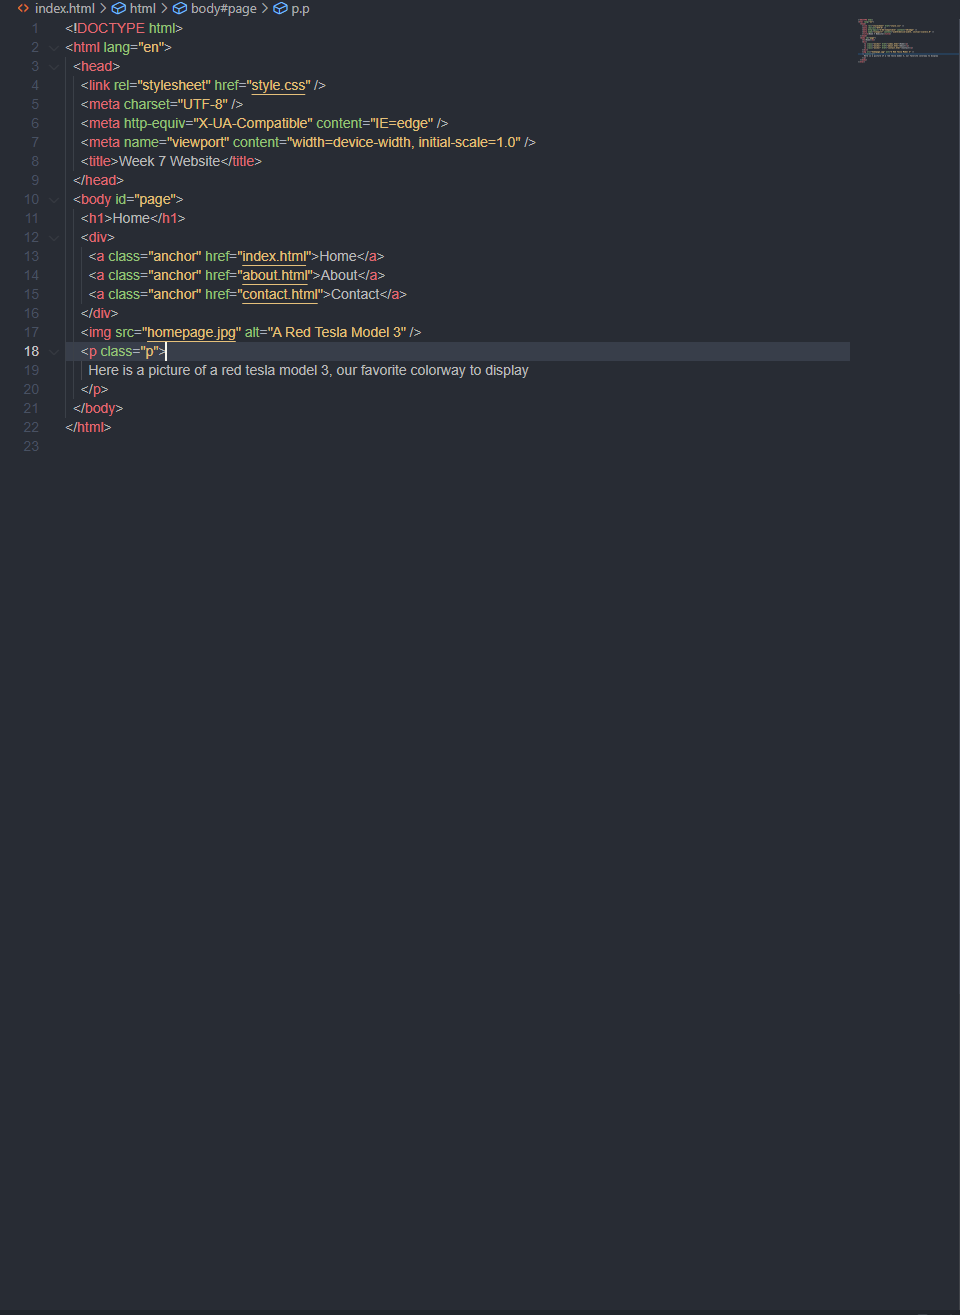 index.html > html > body#page > p.p
1 <!DOCTYPE html>
2 <html lang="en">
3 <head>
4 <link rel="stylesheet" href="style.css" />
5 <meta charset="UTF-8" />
6 <meta http-equiv="X-UA-Compatible" content="IE=edge" />
7 <meta name="viewport" content="width=device-width, initial-scale=1.0" />
8 <title>Week 7 Website</title>
9 </head>
10 <body id="page">
11 <h1>Home</h1>
12 <div>
13 <a class="anchor" href="index.html">Home</a>
14 <a class="anchor" href="about.html">About</a>
15 <a class="anchor" href="contact.html">Contact</a>
16 </div>
17 <img src="homepage.jpg" alt="A Red Tesla Model 3" />
18 <p class="p">
19 Here is a picture of a red tesla model 3, our favorite colorway to display
20 </p>
21 </body>
22 </html>
23